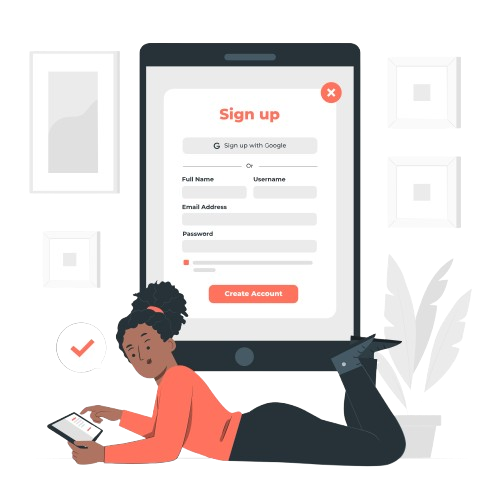 Sign up
G Sign up with Google
Or
Full Name Username
Email Address
Password
Create Account